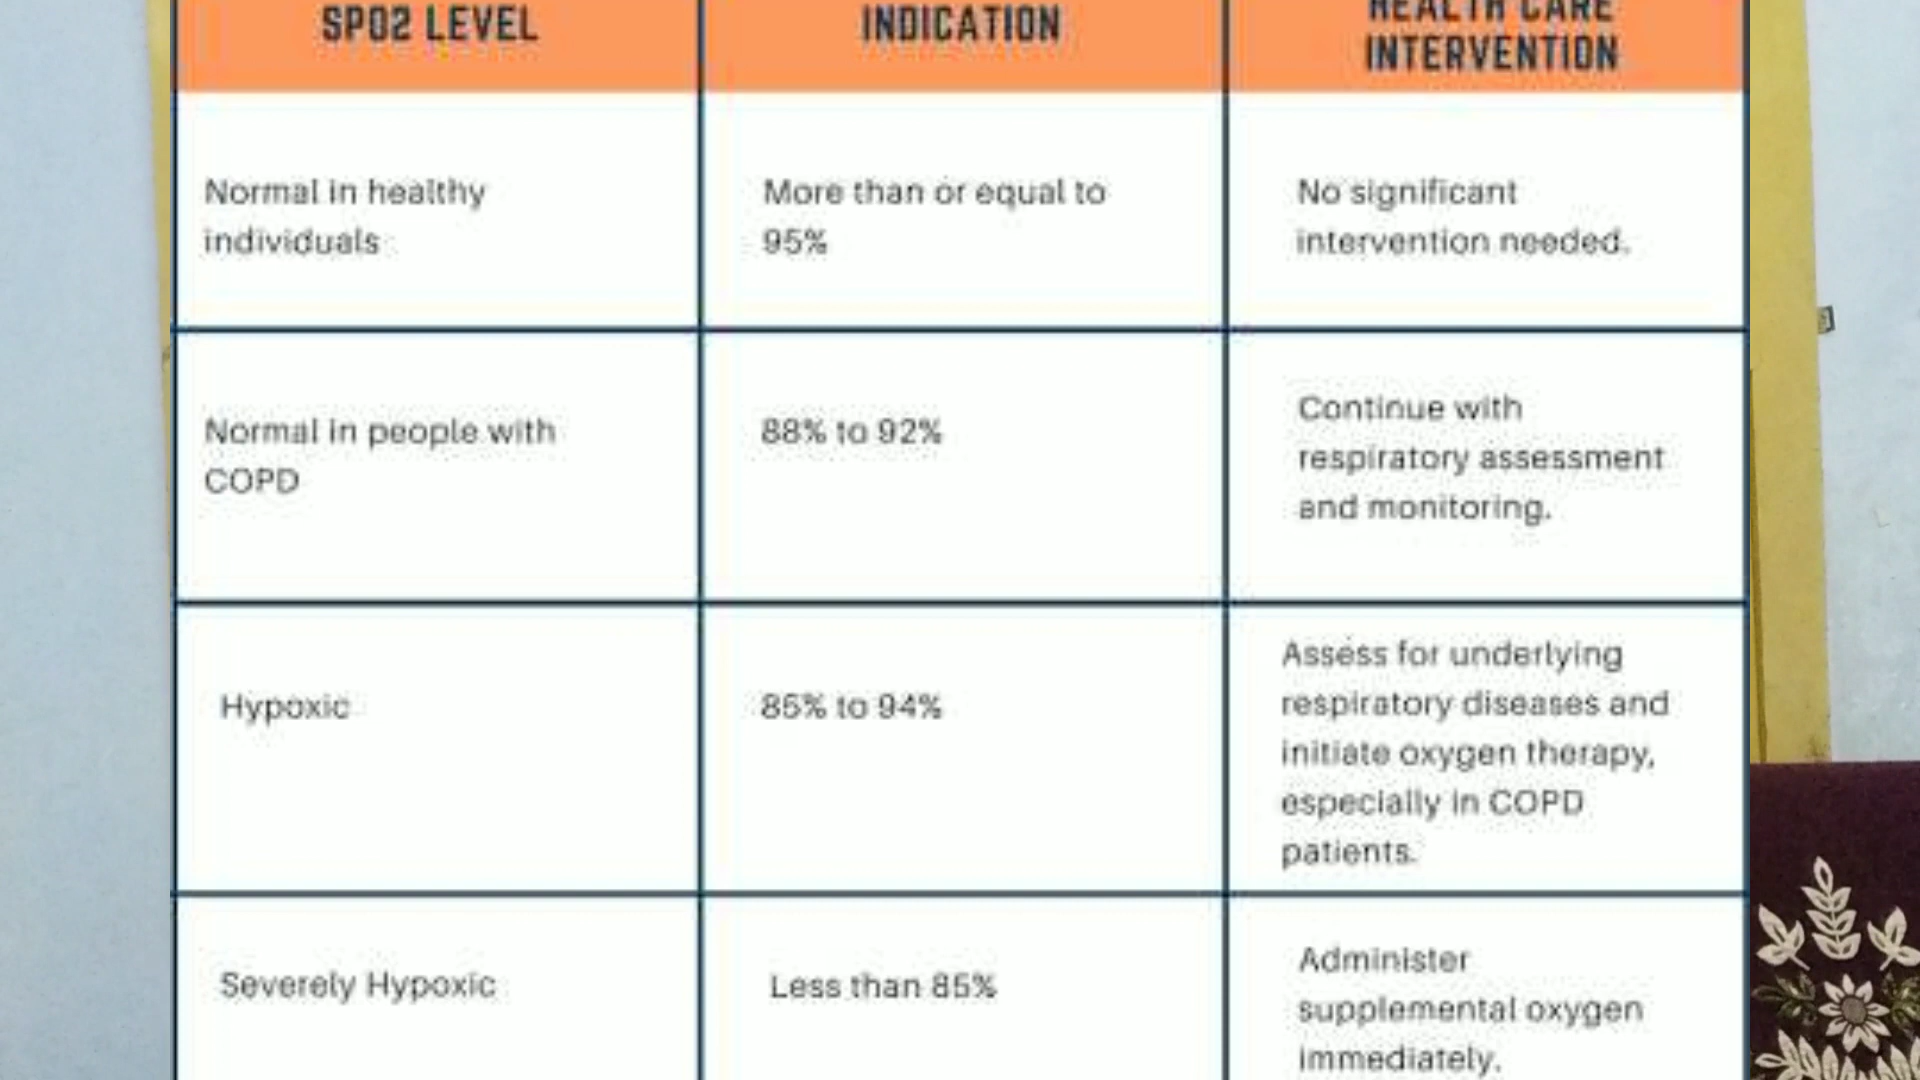 SPO2 LEVEL
INDICATION
HEALTH CARE
INTERVENTION
Normal in healthy
individuals
More than or equal to
95%
No significant
intervention needed.
Normal in people with
COPD
88% to 92%
Continue with
respiratory assessment
and monitoring.
Hypoxic
85% to 94%
Assess for underlying
respiratory diseases and
initiate oxygen therapy,
especially in COPD
patients.
Severely Hypoxic
Less than 85%
Administer
supplemental oxygen
immediately.